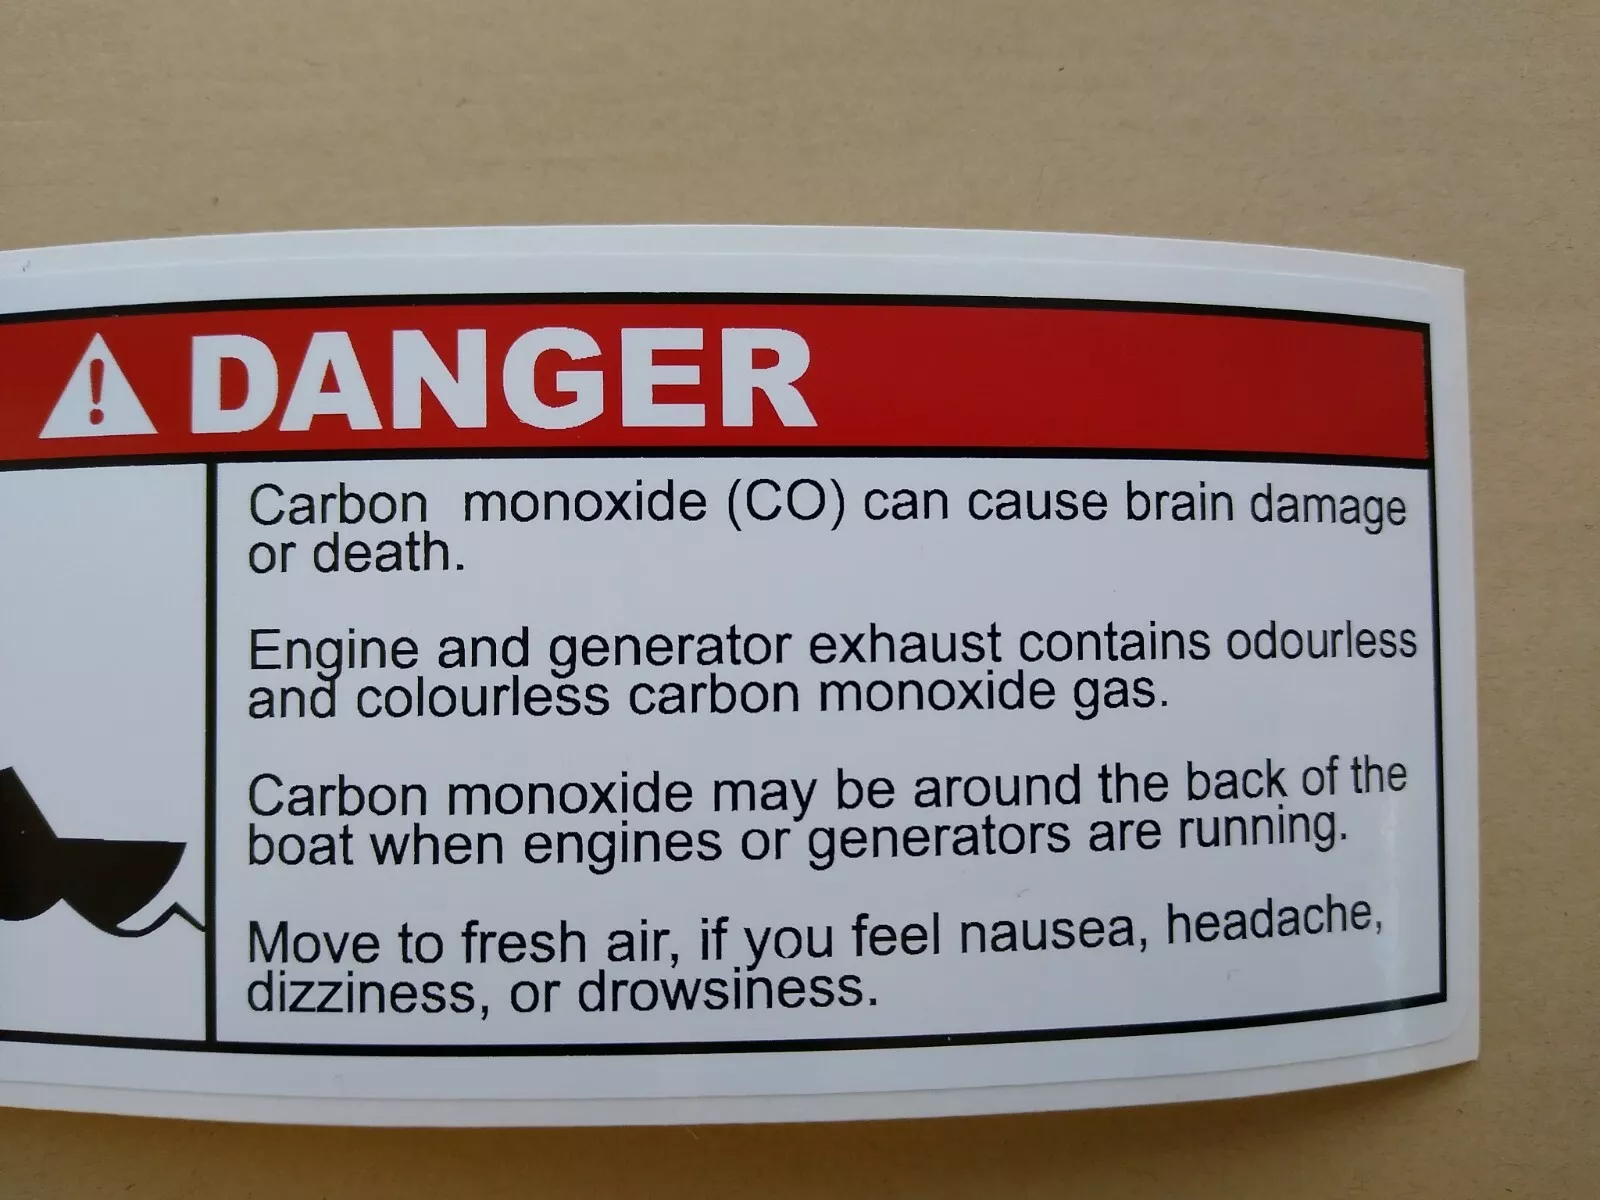 DANGER
Carbon monoxide (CO) can cause brain damage
or death.
Engine and generator exhaust contains odourless
and colourless carbon monoxide gas.
Carbon monoxide may be around the back of the
boat when engines or generators are running.
Move to fresh air, if you feel nausea, headache,
dizziness, or drowsiness.